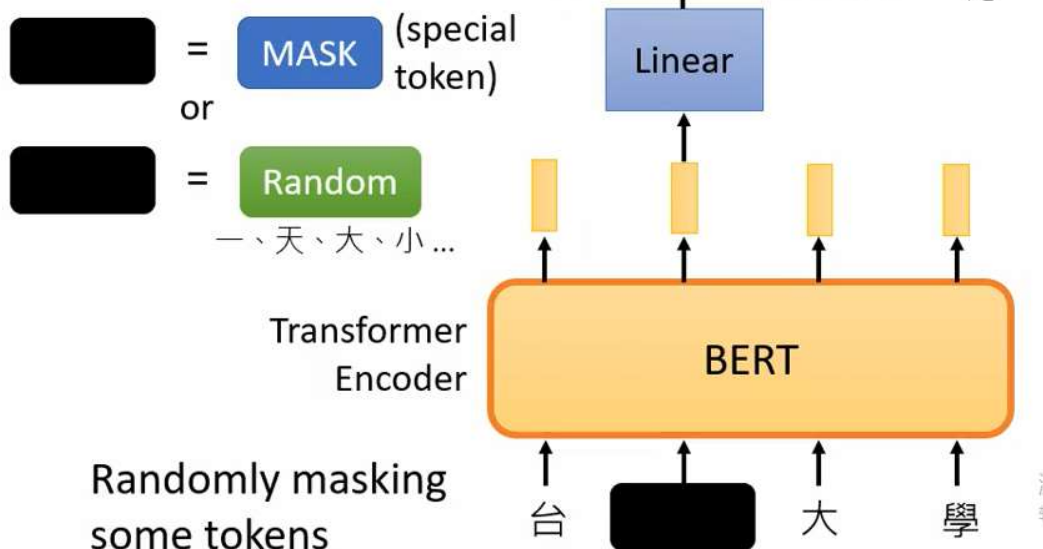 = MASK (special
token)
or
= Random
一、天、大、小 ...
Linear
Transformer
Encoder
BERT
Randomly masking
some tokens
台 大 學